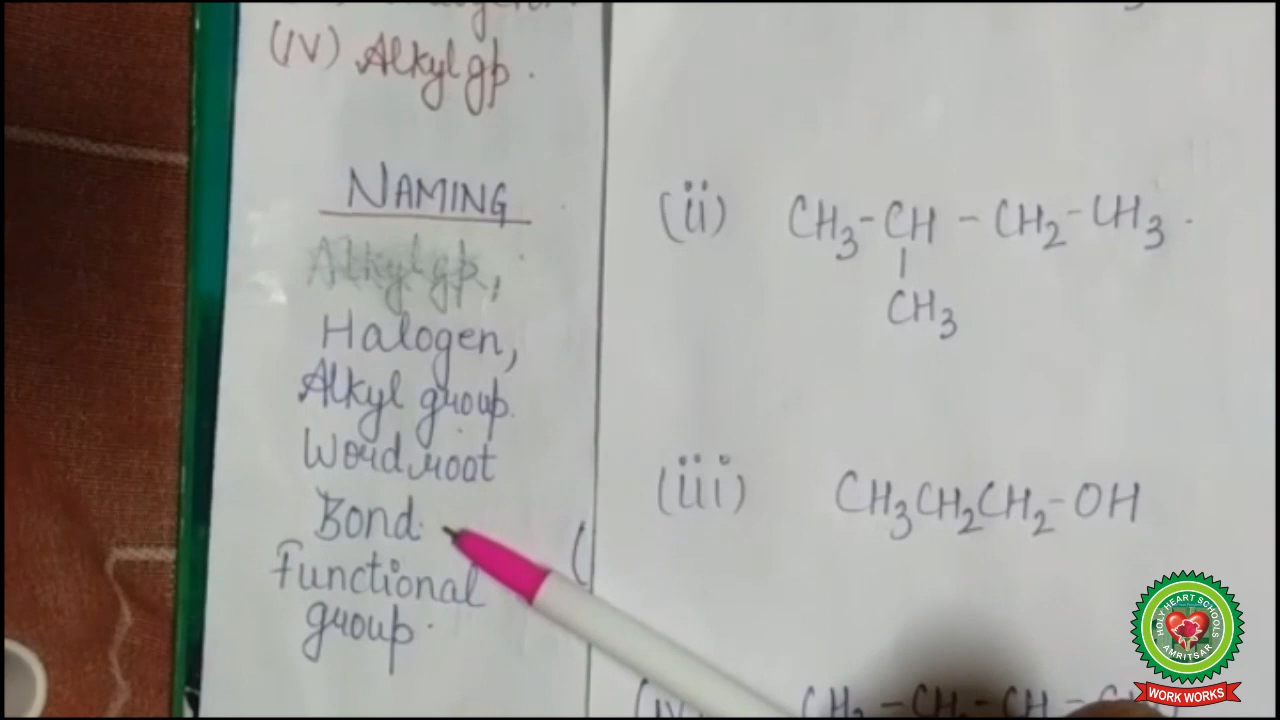 (IV) Alkyl gp.
NAMING
Alkyl gp,
Halogen,
Alkyl group.
Word root
Bond.
Functional
group.
(ii) CH3-CH - CH2-CH3.
CH3
(iii) CH3CH2CH2-OH
HOLY HEART SCHOOLS
AMRITSAR
WORK WORKS